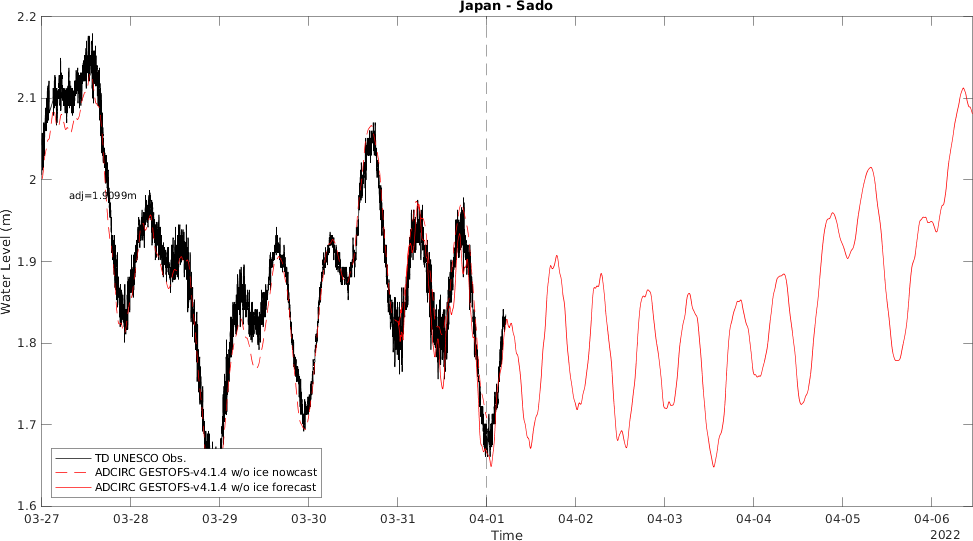 Japan - Sado
2.2
2.1
2
1.9
1.8
1.7
1.6
Water Level (m)
adj=1.9099m
TD UNESCO Obs.
ADCIRC GESTOFS-v4.1.4 w/o ice nowcast
ADCIRC GESTOFS-v4.1.4 w/o ice forecast
03-27 03-28 03-29 03-30 03-31 04-01 04-02 04-03 04-04 04-05 04-06
Time
2022